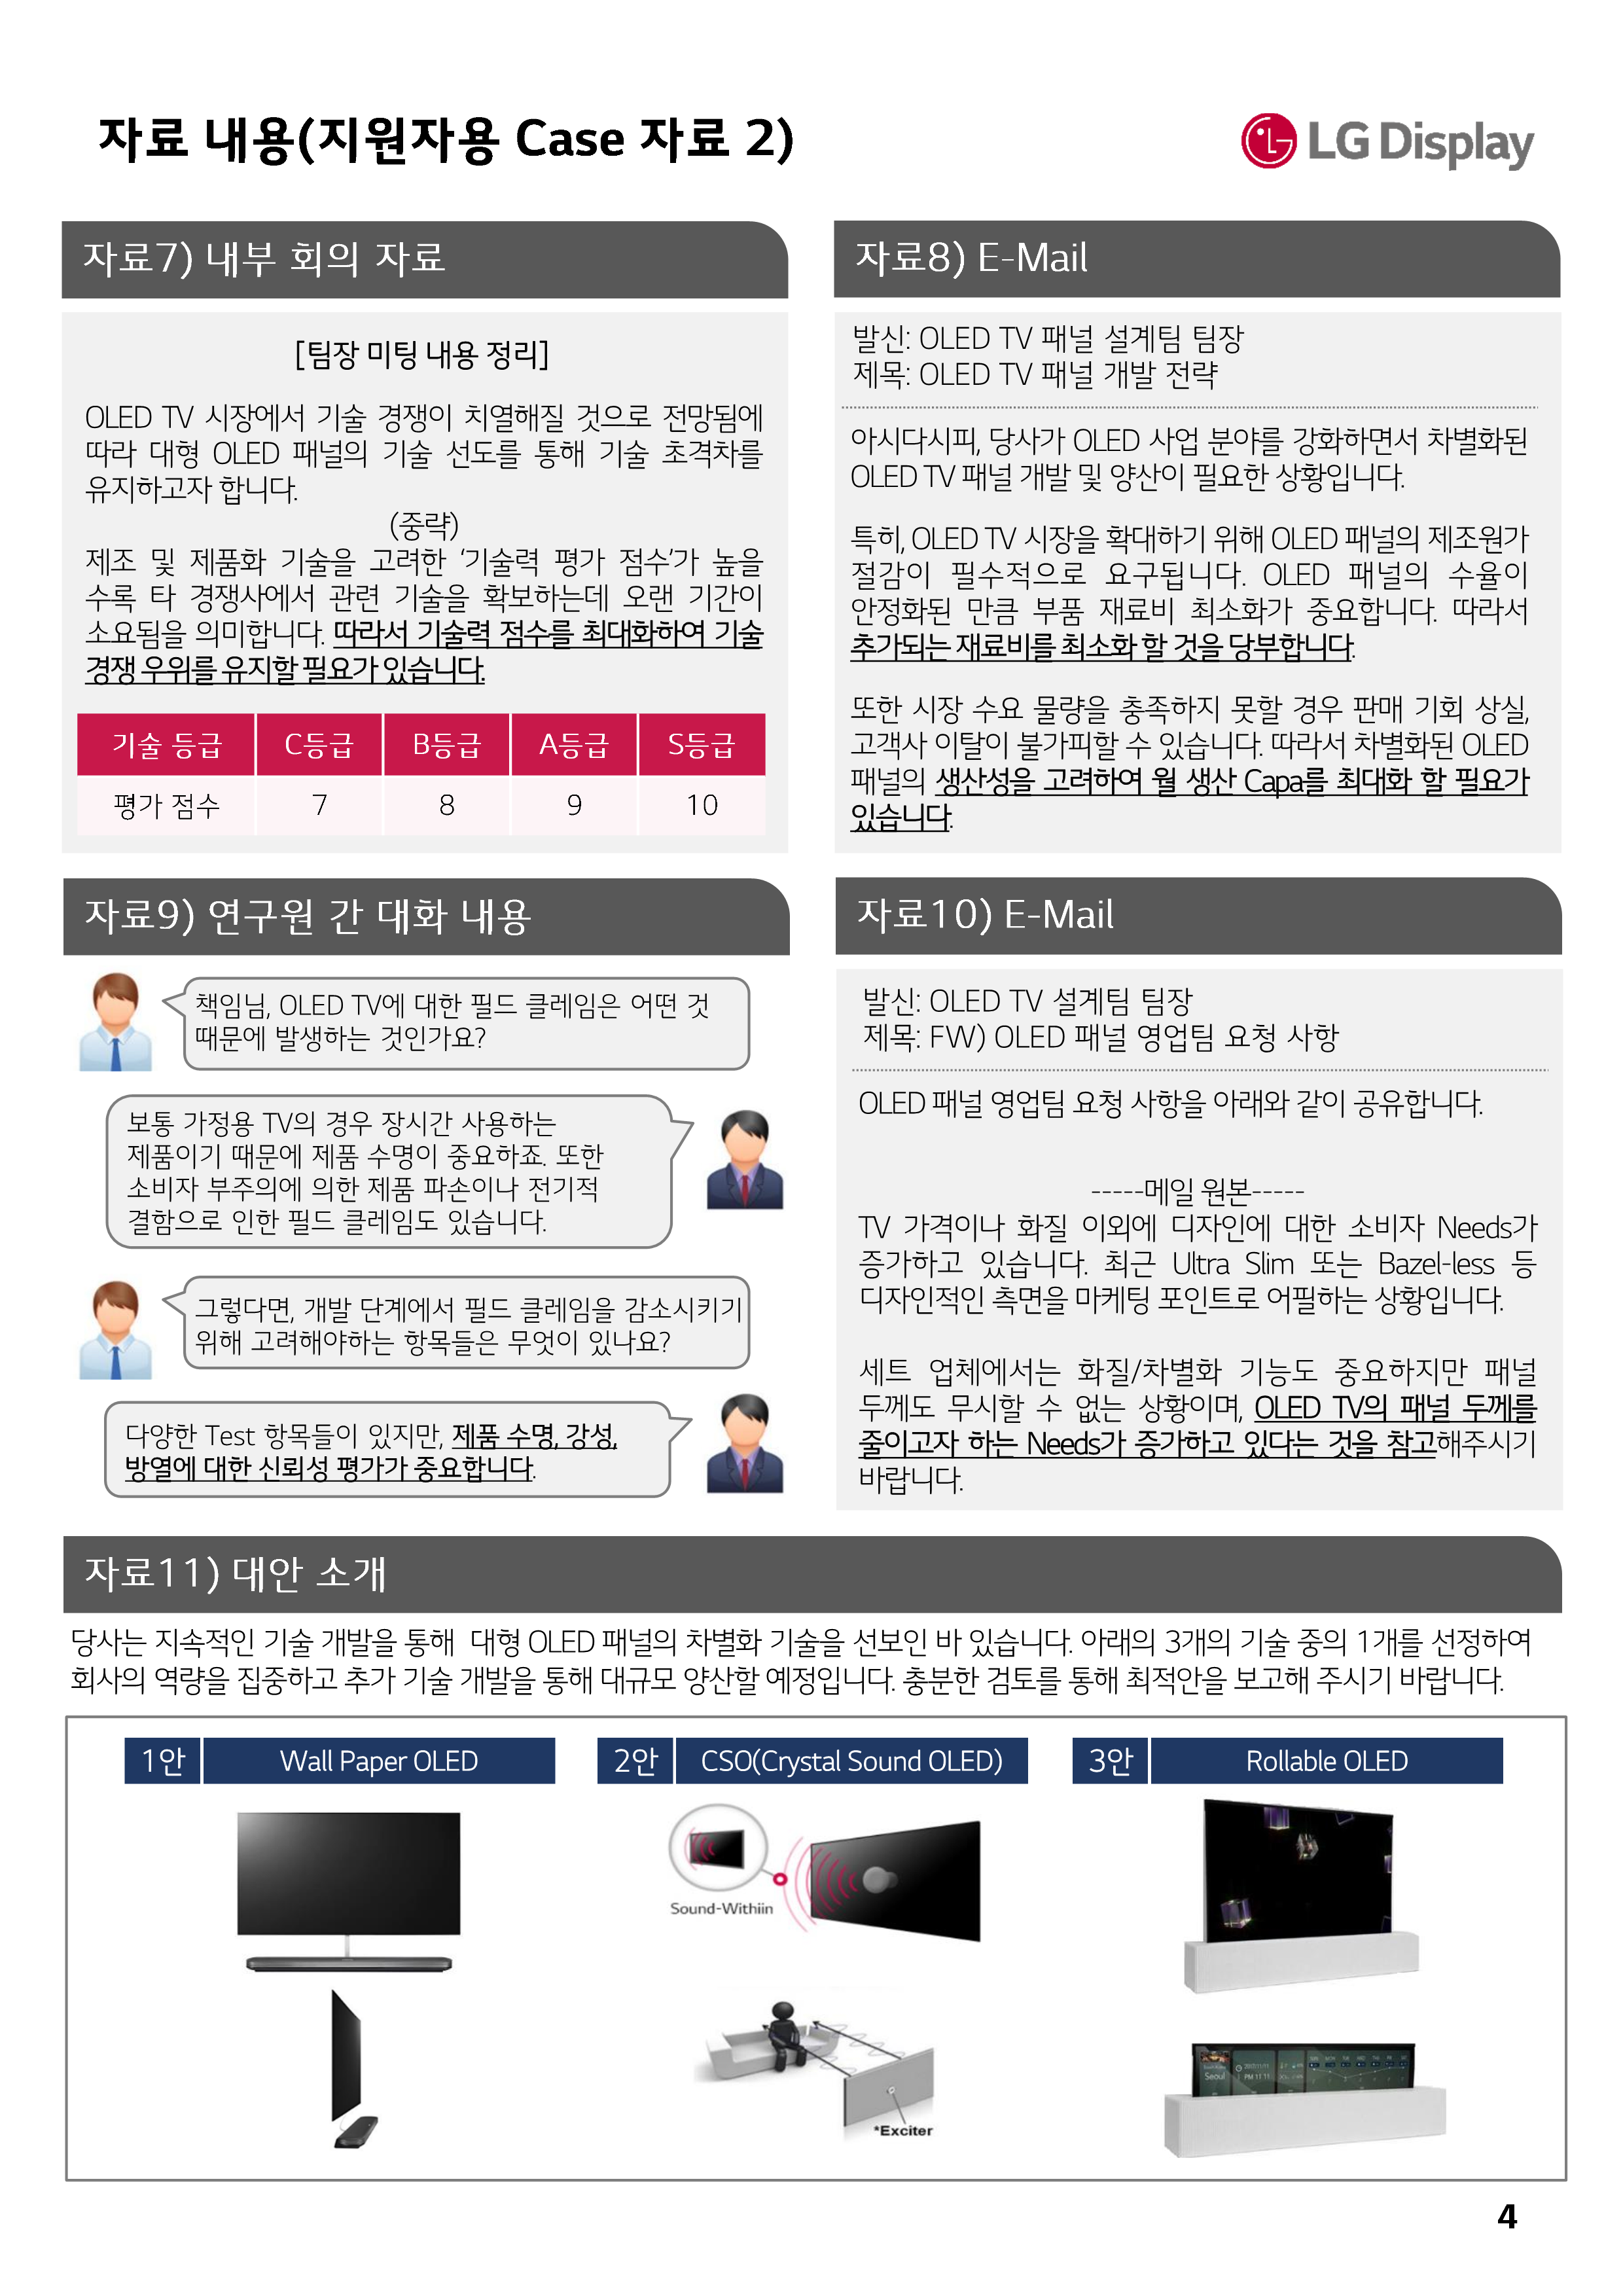 자료 내용(지원자용 Case 자료 2)
LG Display
자료7) 내부 회의 자료
[팀장 미팅 내용 정리]
OLED TV 시장에서 기술 경쟁이 치열해질 것으로 전망됨에
따라 대형 OLED 패널의 기술 선도를 통해 기술 초격차를
유지하고자 합니다.
(중략)
제조 및 제품화 기술을 고려한 ‘기술력 평가 점수’가 높을
수록 타 경쟁사에서 관련 기술을 확보하는데 오랜 기간이
소요됨을 의미합니다. 따라서 기술력 점수를 최대화하여 기술
경쟁 우위를 유지할 필요가 있습니다.
기술 등급 C등급 B등급 A등급 S등급
평가 점수 7 8 9 10
자료8) E-Mail
발신: OLED TV 패널 설계팀 팀장
제목: OLED TV 패널 개발 전략
아시다시피, 당사가 OLED 사업 분야를 강화하면서 차별화된
OLED TV 패널 개발 및 양산이 필요한 상황입니다.
특히, OLED TV 시장을 확대하기 위해 OLED 패널의 제조원가
절감이 필수적으로 요구됩니다. OLED 패널의 수율이
안정화된 만큼 부품 재료비 최소화가 중요합니다. 따라서
추가되는 재료비를 최소화 할 것을 당부합니다.
또한 시장 수요 물량을 충족하지 못할 경우 판매 기회 상실,
고객사 이탈이 불가피할 수 있습니다. 따라서 차별화된 OLED
패널의 생산성을 고려하여 월 생산 Capa를 최대화 할 필요가
있습니다.
자료9) 연구원 간 대화 내용
책임님, OLED TV에 대한 필드 클레임은 어떤 것
때문에 발생하는 것인가요?
보통 가정용 TV의 경우 장시간 사용하는
제품이기 때문에 제품 수명이 중요하죠. 또한
소비자 부주의에 의한 제품 파손이나 전기적
결함으로 인한 필드 클레임도 있습니다.
그렇다면, 개발 단계에서 필드 클레임을 감소시키기
위해 고려해야하는 항목들은 무엇이 있나요?
다양한 Test 항목들이 있지만, 제품 수명, 강성,
방열에 대한 신뢰성 평가가 중요합니다.
자료10) E-Mail
발신: OLED TV 설계팀 팀장
제목: FW) OLED 패널 영업팀 요청 사항
OLED 패널 영업팀 요청 사항을 아래와 같이 공유합니다.
-----메일 원본-----
TV 가격이나 화질 이외에 디자인에 대한 소비자 Needs가
증가하고 있습니다. 최근 Ultra Slim 또는 Bazel-less 등
디자인적인 측면을 마케팅 포인트로 어필하는 상황입니다.
세트 업체에서는 화질/차별화 기능도 중요하지만 패널
두께도 무시할 수 없는 상황이며, OLED TV의 패널 두께를
줄이고자 하는 Needs가 증가하고 있다는 것을 참고해주시기
바랍니다.
자료11) 대안 소개
당사는 지속적인 기술 개발을 통해 대형 OLED 패널의 차별화 기술을 선보인 바 있습니다. 아래의 3개의 기술 중의 1개를 선정하여
회사의 역량을 집중하고 추가 기술 개발을 통해 대규모 양산할 예정입니다. 충분한 검토를 통해 최적안을 보고해 주시기 바랍니다.
1안 Wall Paper OLED
2안 CSO(Crystal Sound OLED)
Sound-Withiin
*Exciter
3안 Rollable OLED
Seoul
PM 11:11
4